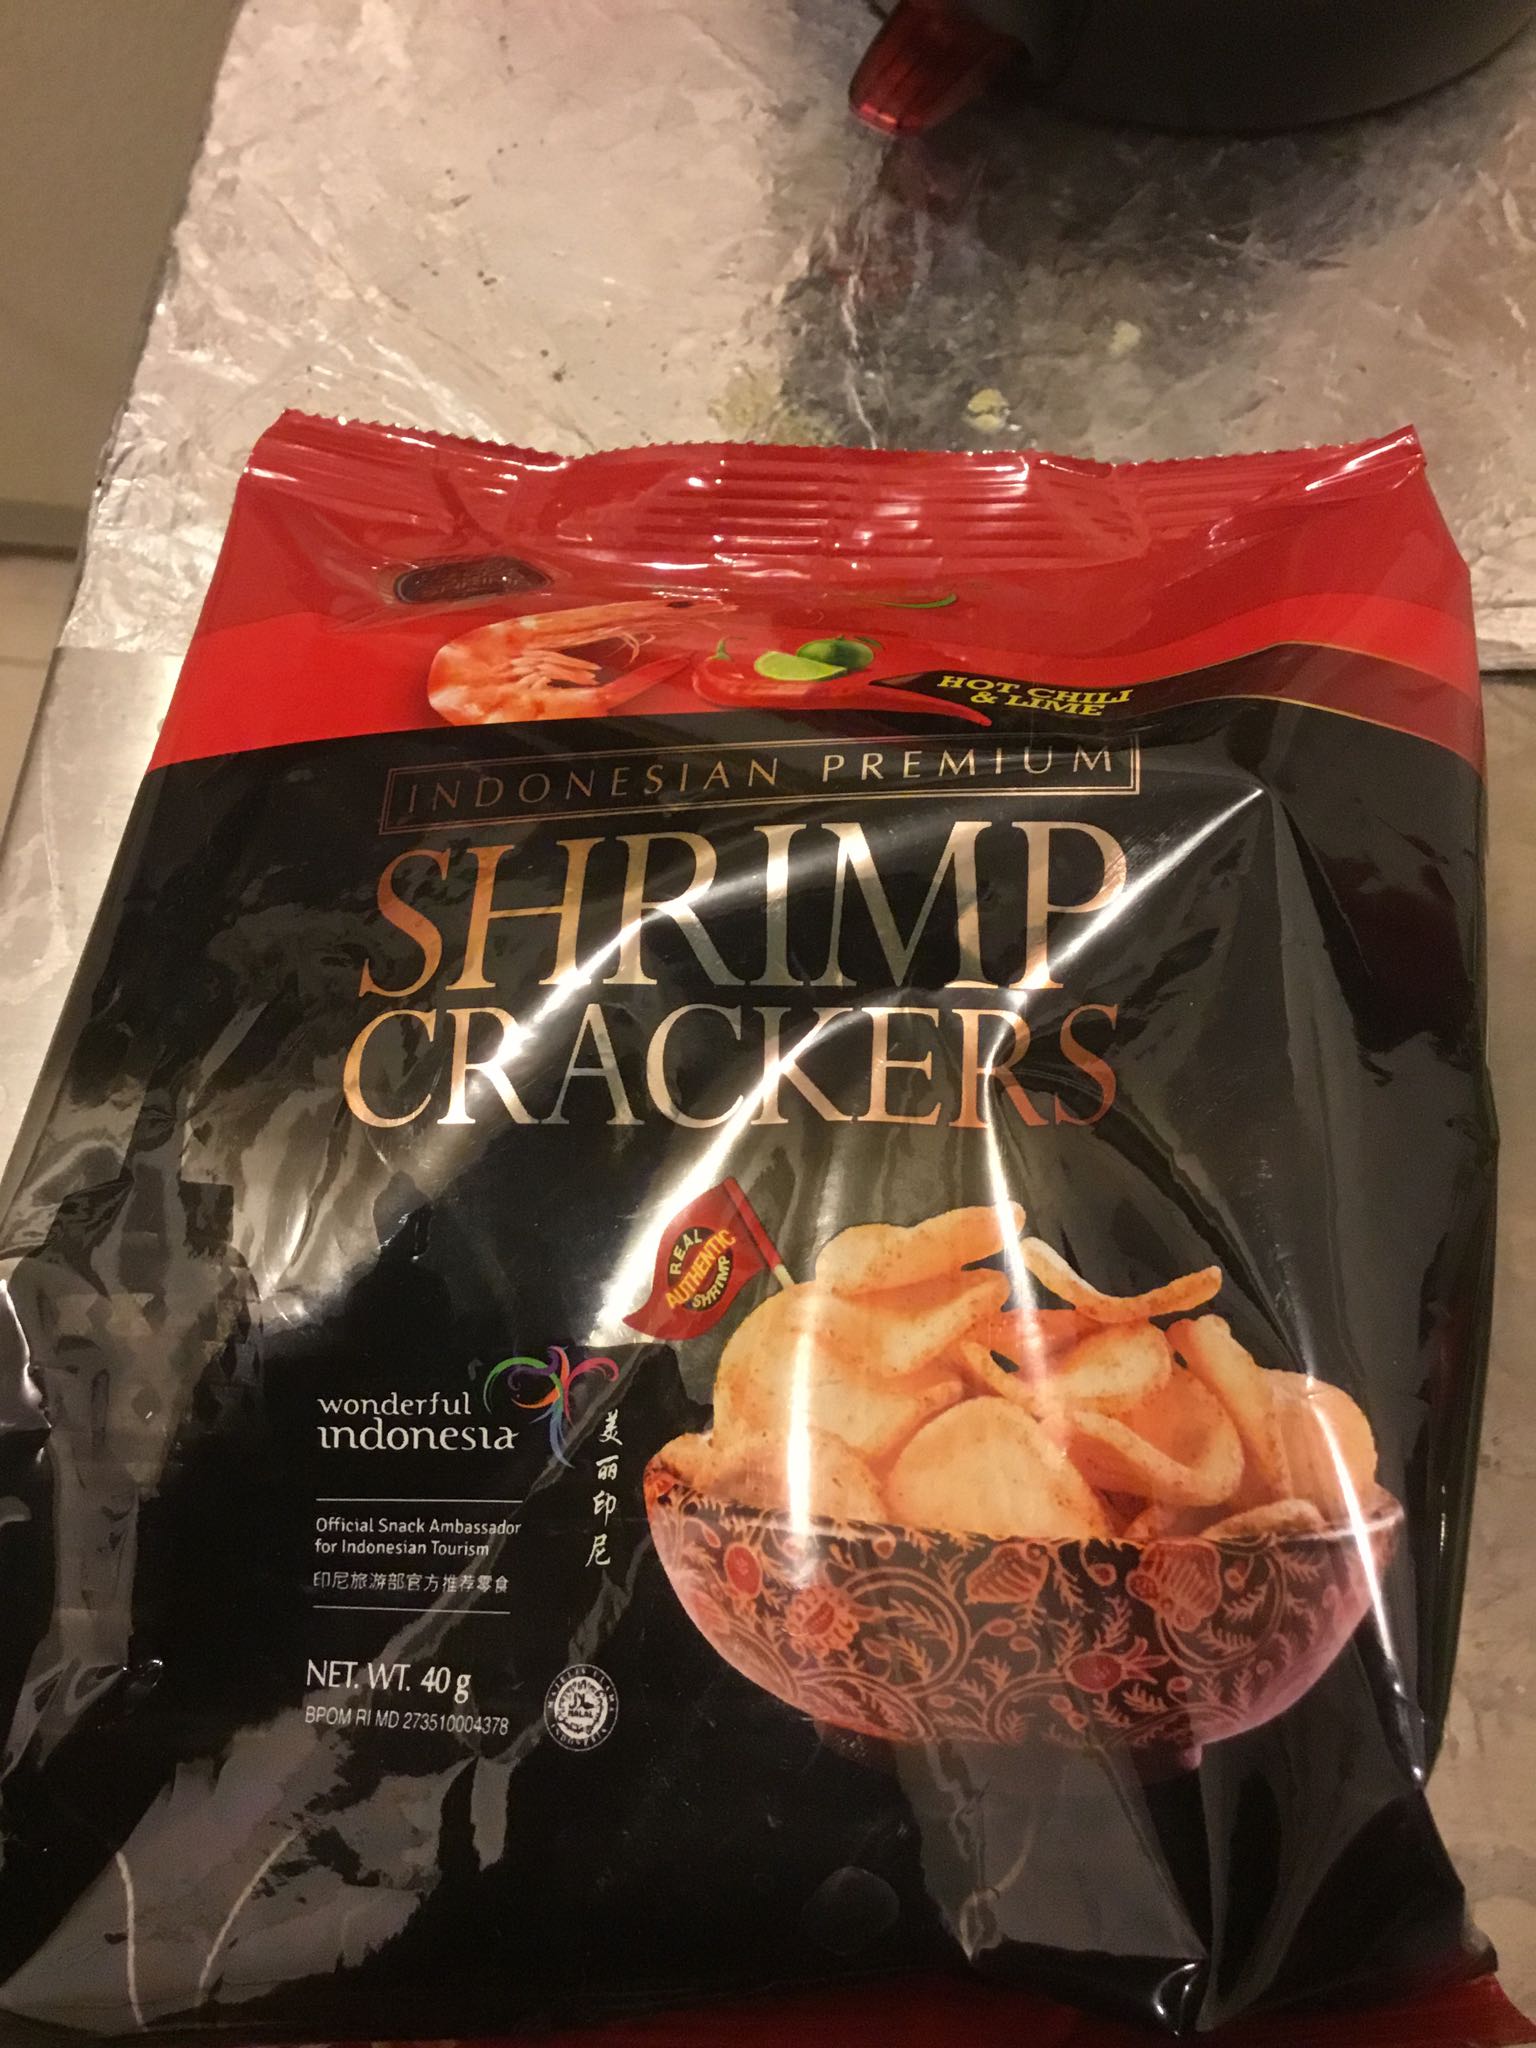 HOT CHILI
& LIME
INDONESIAN PREMIUM
SHRIMP
CRACKERS
REAL
AUTHENTIC
SHRIMP
wonderful
indonesia
美丽印尼
Official Snack Ambassador
for Indonesian Tourism
印尼旅游部官方推荐零食
NET. WT. 40 g
BPOM RI MD 273510004378
HALAL